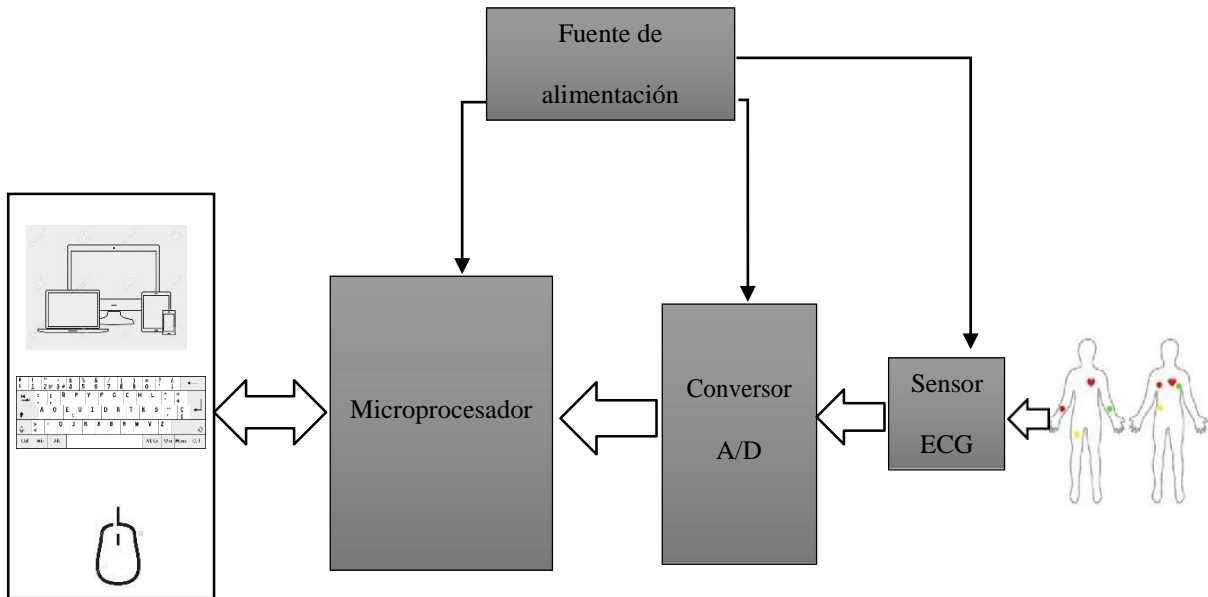 Fuente de
alimentación
Microprocesador
Conversor
A/D
Sensor
ECG